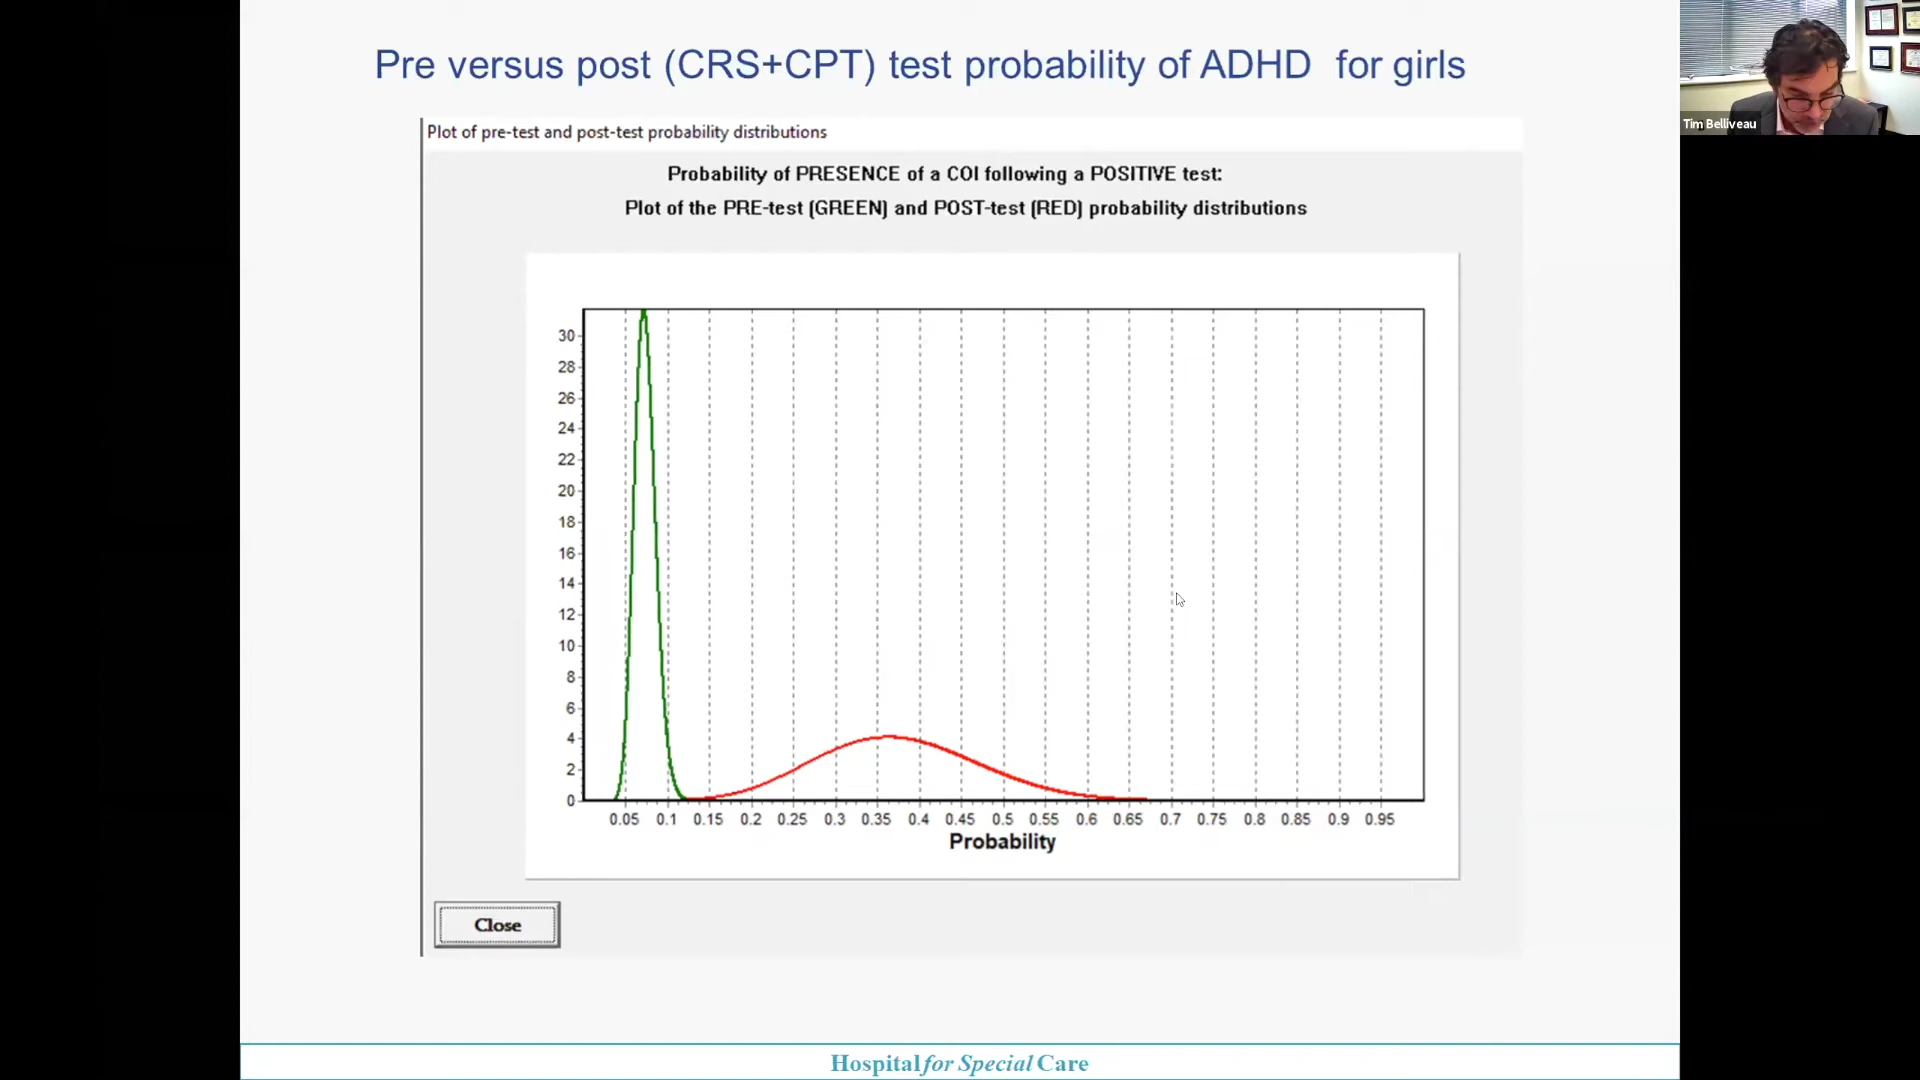 Pre versus post (CRS+CPT) test probability of ADHD for girls
Tim Belliveau
Plot of pre-test and post-test probability distributions
Probability of PRESENCE of a COI following a POSITIVE test:
Plot of the PRE-test (GREEN) and POST-test (RED) probability distributions
30
28
26
24
22
20
18
16
14
12
10
8
6
4
2
0
0.05 0.1 0.15 0.2 0.25 0.3 0.35 0.4 0.45 0.5 0.55 0.6 0.65 0.7 0.75 0.8 0.85 0.9 0.95
Probability
Close
Hospital for Special Care